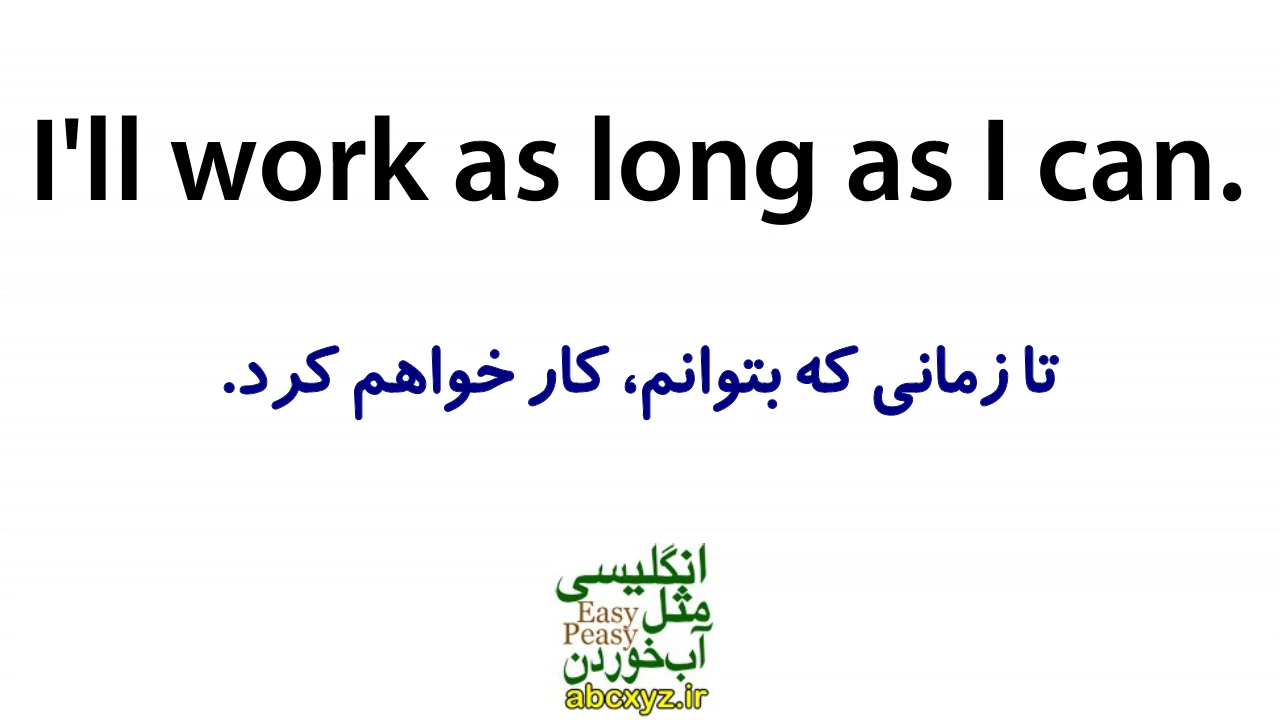 I'll work as long as I can.
تا زمانی که بتوانم، کار خواهم کرد.
انگلیسی
مثل Easy
Peasy
آب خوردن
abcxyz.ir